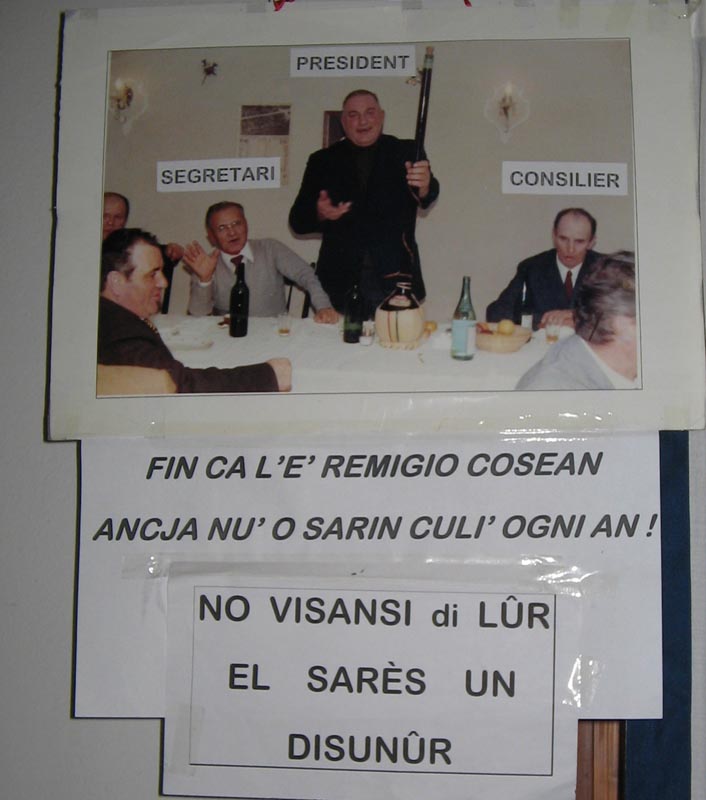 PRESIDENT
SEGRETARI
CONSILIER
FIN CA L'E' REMIGIO COSEAN
ANCJA NU' O SARIN CULI' OGNI AN !
NO VISANSI di LÛR
EL SARÈS UN
DISUNÛR